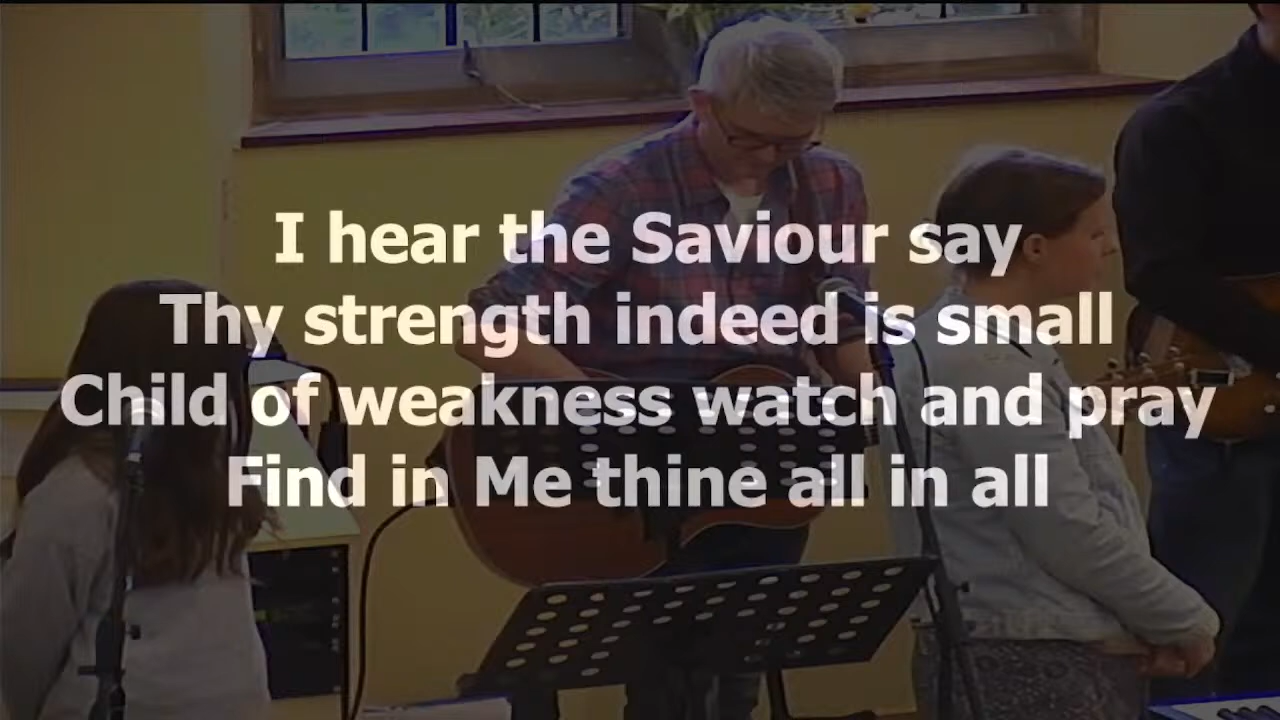 I hear the Saviour say
Thy strength indeed is small
Child of weakness watch and pray
Find in Me thine all in all